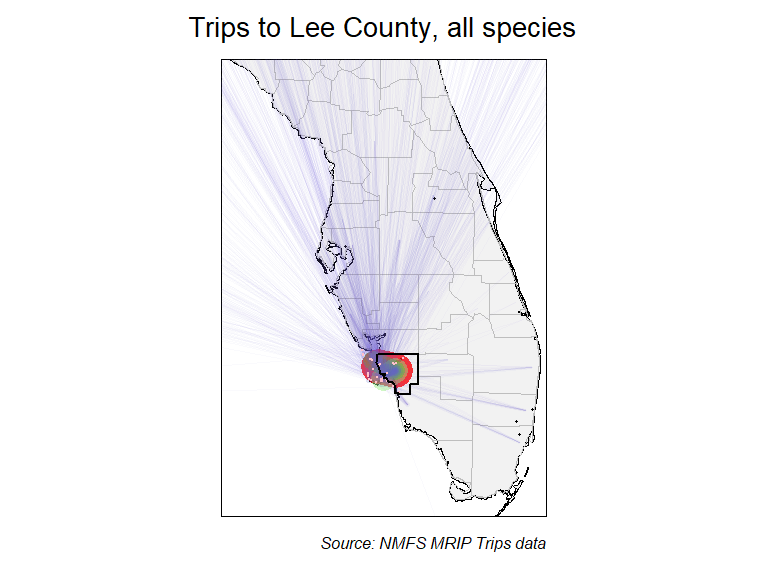 Trips to Lee County, all species
Source: NMFS MRIP Trips data